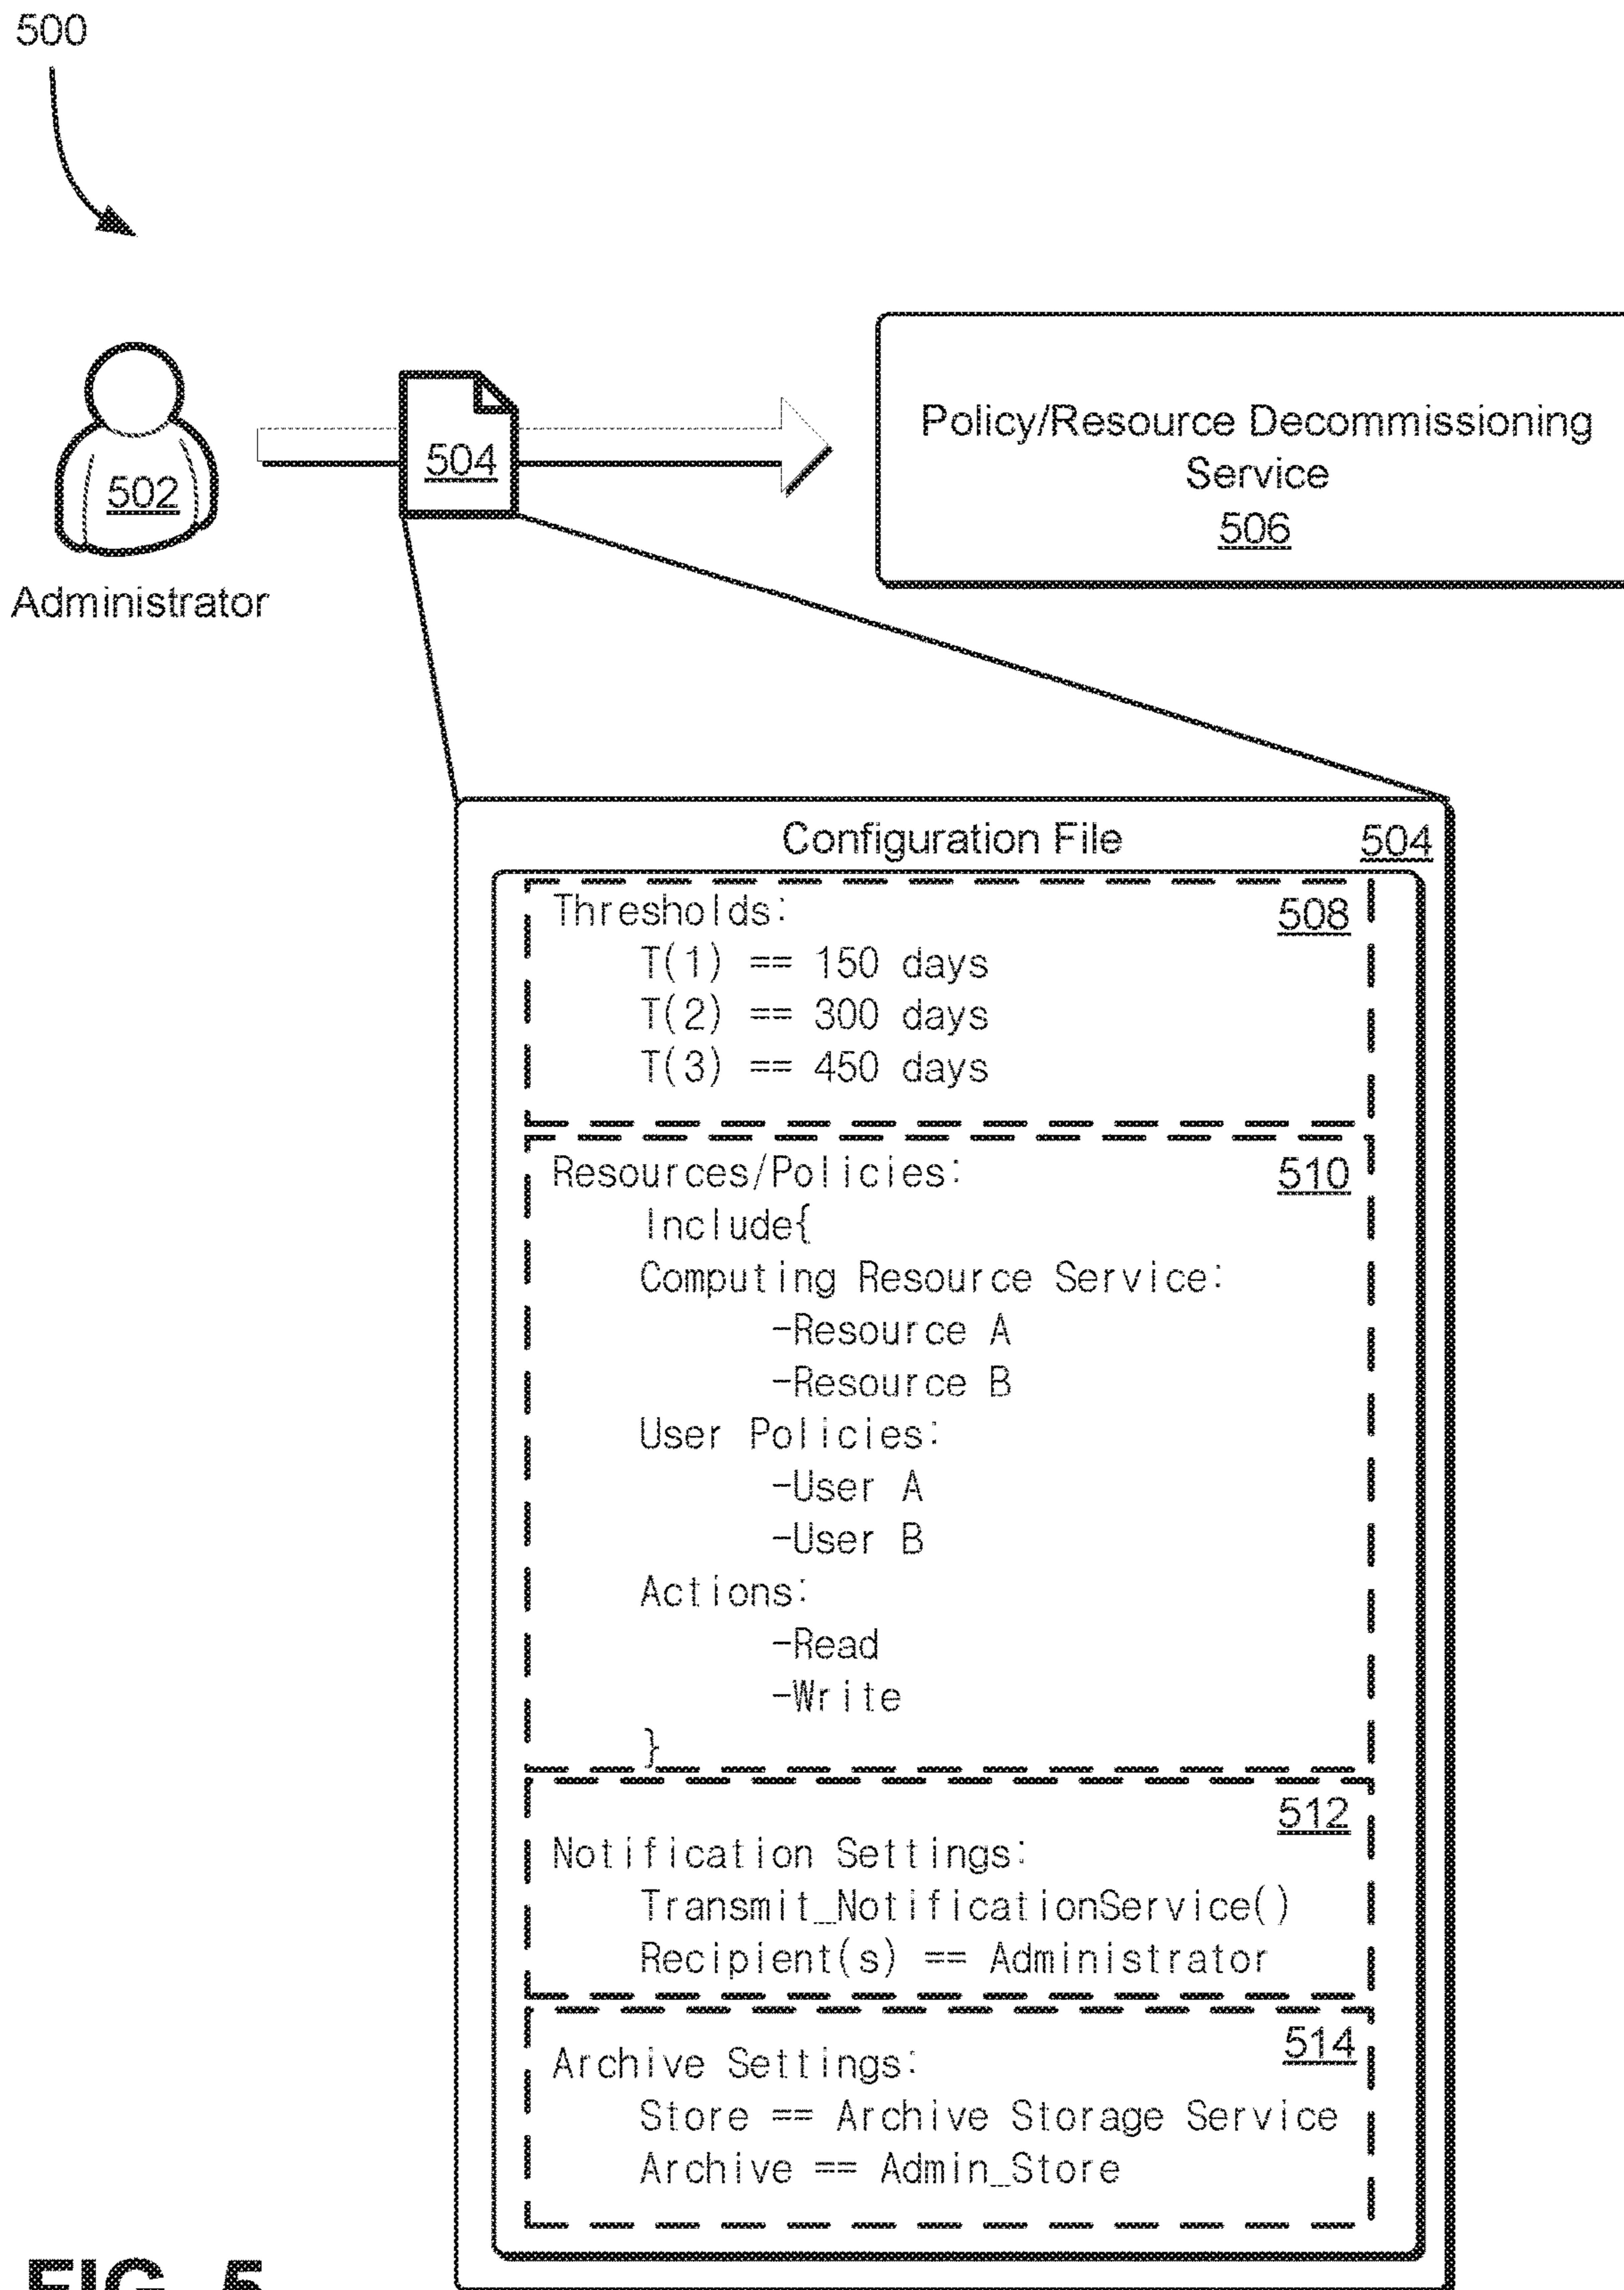 500
504
Policy/Resource Decommissioning
Service
506
502
Administrator
Configuration File 504
Thresholds: 508
T(1) == 150 days
T(2) == 300 days
T(3) == 450 days
Resources/Policies: 510
Include{
Computing Resource Service:
-Resource A
-Resource B
User Policies:
-User A
-User B
Actions:
-Read
-Write
}
512
Notification Settings:
Transmit_NotificationService()
Recipient(s) == Administrator
514
Archive Settings:
Store == Archive Storage Service
Archive == Admin_Store
FIG. 5